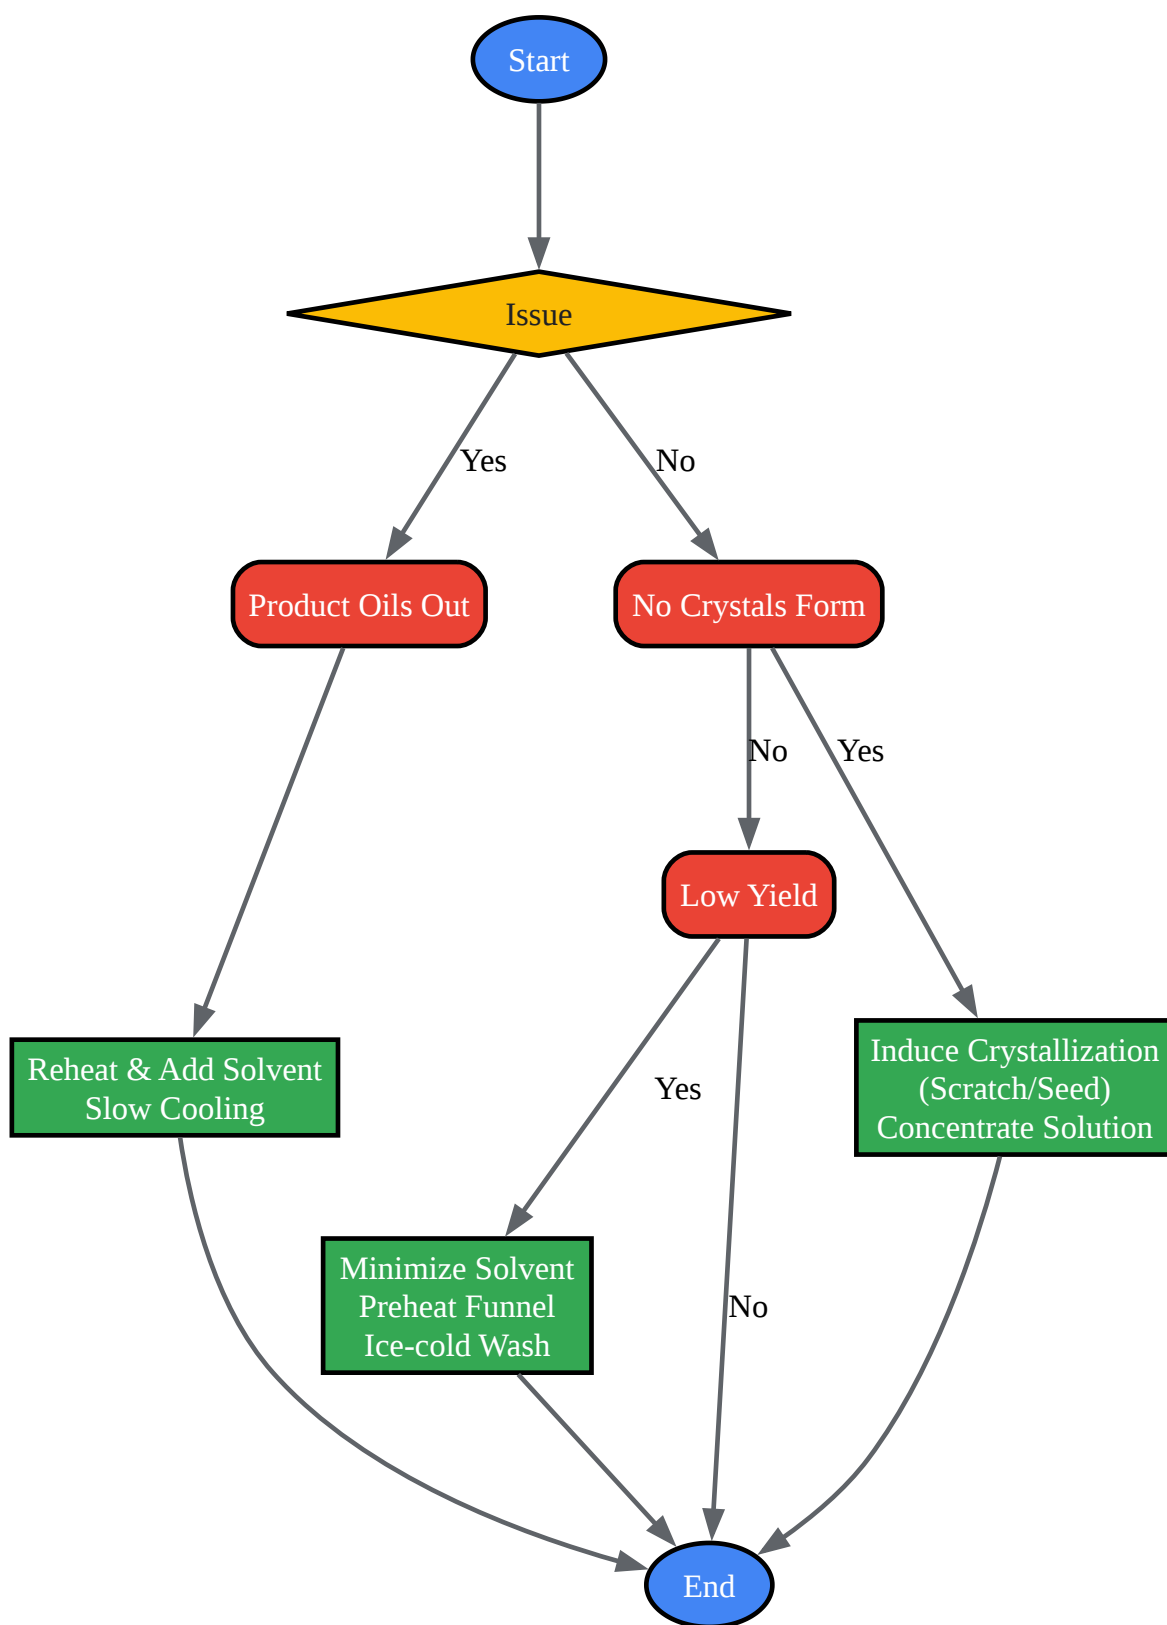 Start
Issue
Yes
No
Product Oils Out
No Crystals Form
No
Yes
Low Yield
Reheat & Add Solvent
Slow Cooling
Yes
Induce Crystallization
(Scratch/Seed)
Concentrate Solution
Minimize Solvent
Preheat Funnel
Ice-cold Wash
No
End